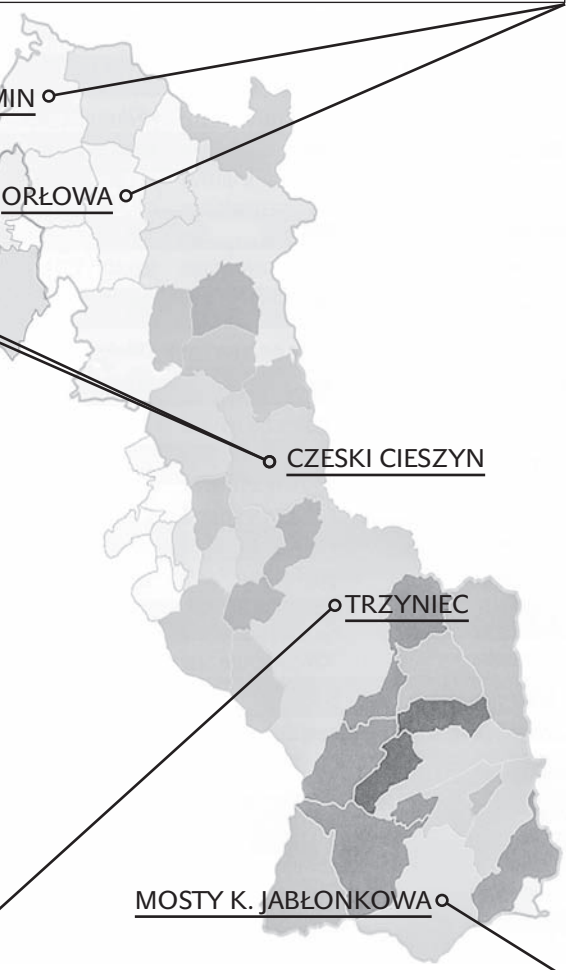 MIN
ORŁOWA
CZESKI CIESZYN
TRZYNIEC
MOSTY K. JABŁONKOWA